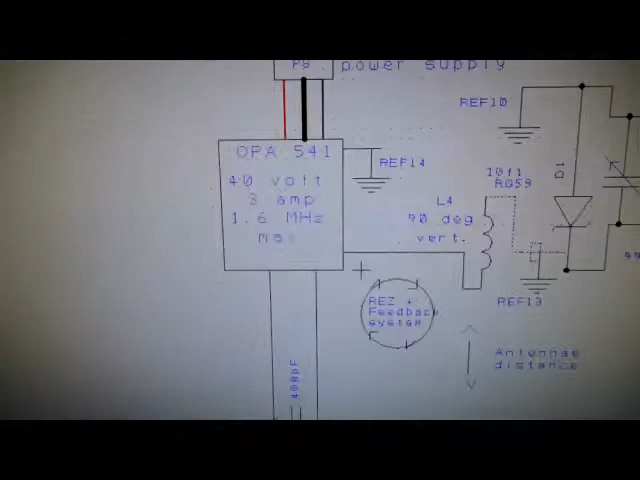 power supply
REF10
OPA 541
REF14
40 volt
3 amp
1.6 MHz
max
10ft
RG59
D1
L4
90 deg
vert.
REZ +
Feedback
system
REF13
Antennae
distance
400pF